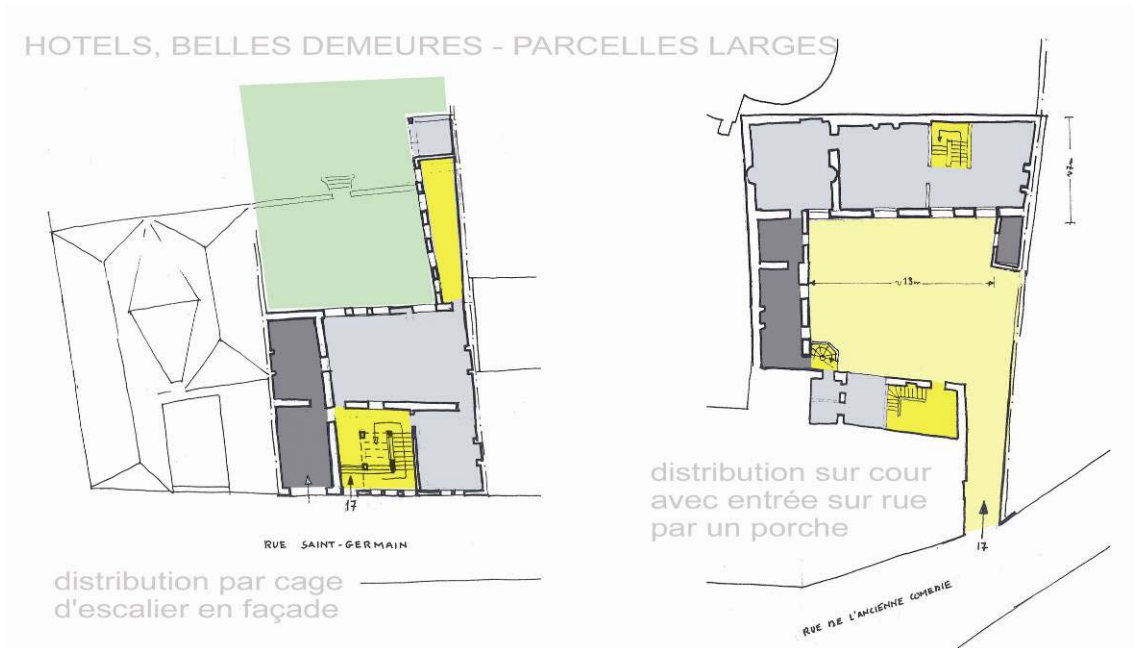 HOTELS, BELLES DEMEURES - PARCELLES LARGES
17
RUE SAINT-GERMAIN
distribution par cage
d'escalier en façade
~7m
~13m
distribution sur cour
avec entrée sur rue
par un porche
17
RUE DE L'ANCIENNE COMEDIE